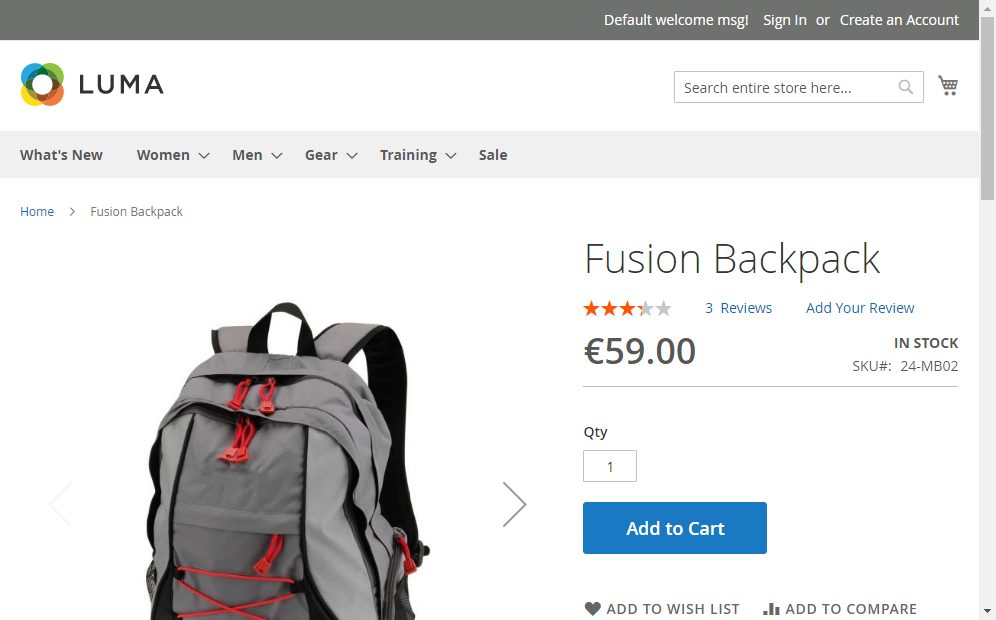 Default welcome msg! Sign In or Create an Account
LUMA
Search entire store here...
What's New Women Men Gear Training Sale
Home Fusion Backpack
Fusion Backpack
3 Reviews Add Your Review
€59.00
IN STOCK
SKU#: 24-MB02
Qty
1
Add to Cart
ADD TO WISH LIST ADD TO COMPARE